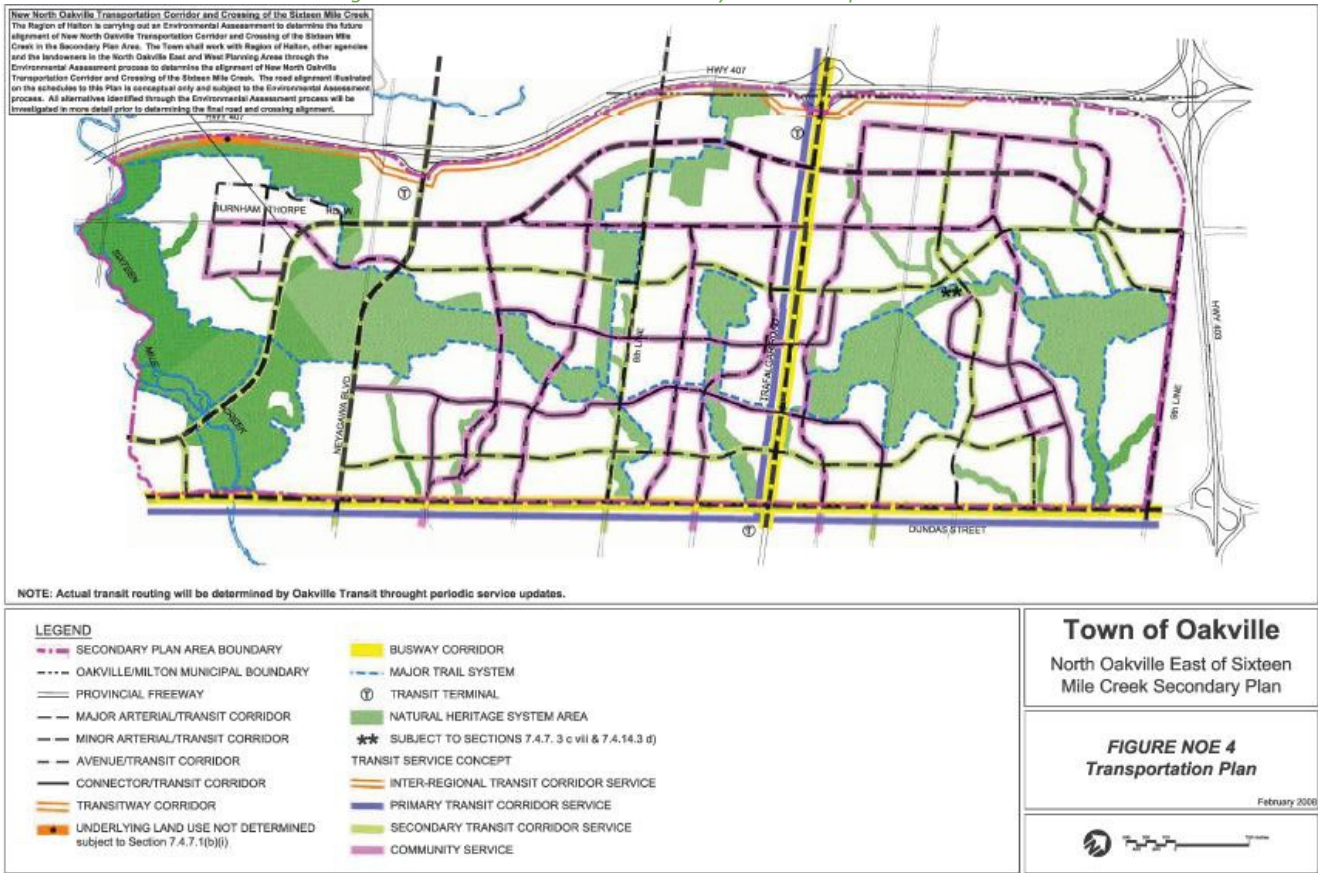 New North Oakville Transportation Corridor and Crossing of the Sixteen Mile Creek
The Region of Halton is carrying out an Environmental Assessment to determine the future
alignment of New North Oakville Transportation Corridor and Crossing of the Sixteen Mile
Creek in the Secondary Plan Area. The Town shall work with Region of Halton, other agencies
and the landowners in the North Oakville East and West Planning Areas through the
Environmental Assessment process to determine the alignment of New North Oakville
Transportation Corridor and Crossing of the Sixteen Mile Creek. The road alignment illustrated
on the schedules to this Plan is conceptual only and subject to the Environmental Assessment
process. All alternatives identified through the Environmental Assessment process will be
investigated in more detail prior to determining the final road and crossing alignment.
HWY 407
HWY 407
T
T
BURNHAM THORPE RD. W.
SIXTEEN
MILE
CREEK
NEYAGAWA BLVD
6th LINE
TRAFALGAR ROAD
**
HWY 403
9th LINE
T
DUNDAS STREET
NOTE: Actual transit routing will be determined by Oakville Transit throught periodic service updates.
LEGEND
SECONDARY PLAN AREA BOUNDARY
OAKVILLE/MILTON MUNICIPAL BOUNDARY
PROVINCIAL FREEWAY
MAJOR ARTERIAL/TRANSIT CORRIDOR
MINOR ARTERIAL/TRANSIT CORRIDOR
AVENUE/TRANSIT CORRIDOR
CONNECTOR/TRANSIT CORRIDOR
TRANSITWAY CORRIDOR
UNDERLYING LAND USE NOT DETERMINED
subject to Section 7.4.7.1(b)(i)
BUSWAY CORRIDOR
MAJOR TRAIL SYSTEM
T TRANSIT TERMINAL
NATURAL HERITAGE SYSTEM AREA
** SUBJECT TO SECTIONS 7.4.7. 3 c viii & 7.4.14.3 d)
TRANSIT SERVICE CONCEPT
INTER-REGIONAL TRANSIT CORRIDOR SERVICE
PRIMARY TRANSIT CORRIDOR SERVICE
SECONDARY TRANSIT CORRIDOR SERVICE
COMMUNITY SERVICE
Town of Oakville
North Oakville East of Sixteen
Mile Creek Secondary Plan
FIGURE NOE 4
Transportation Plan
February 2008